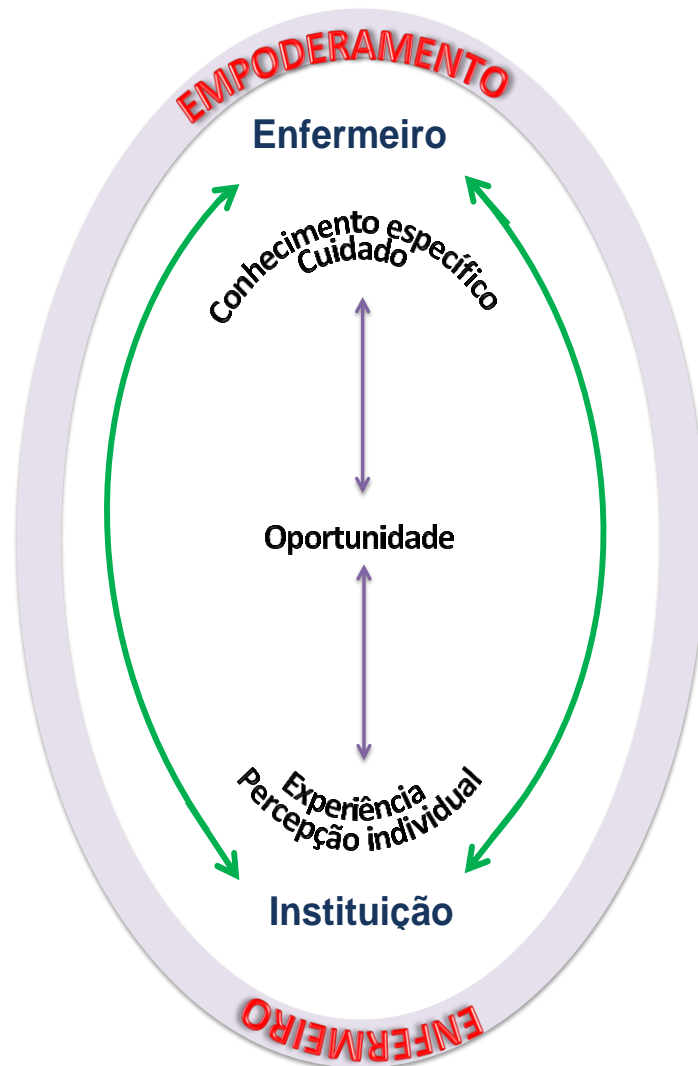 EMPODERAMENTO
Enfermeiro
Conhecimento específico
Cuidado
Oportunidade
Experiência
Percepção individual
Instituição
ENFERMEIRO